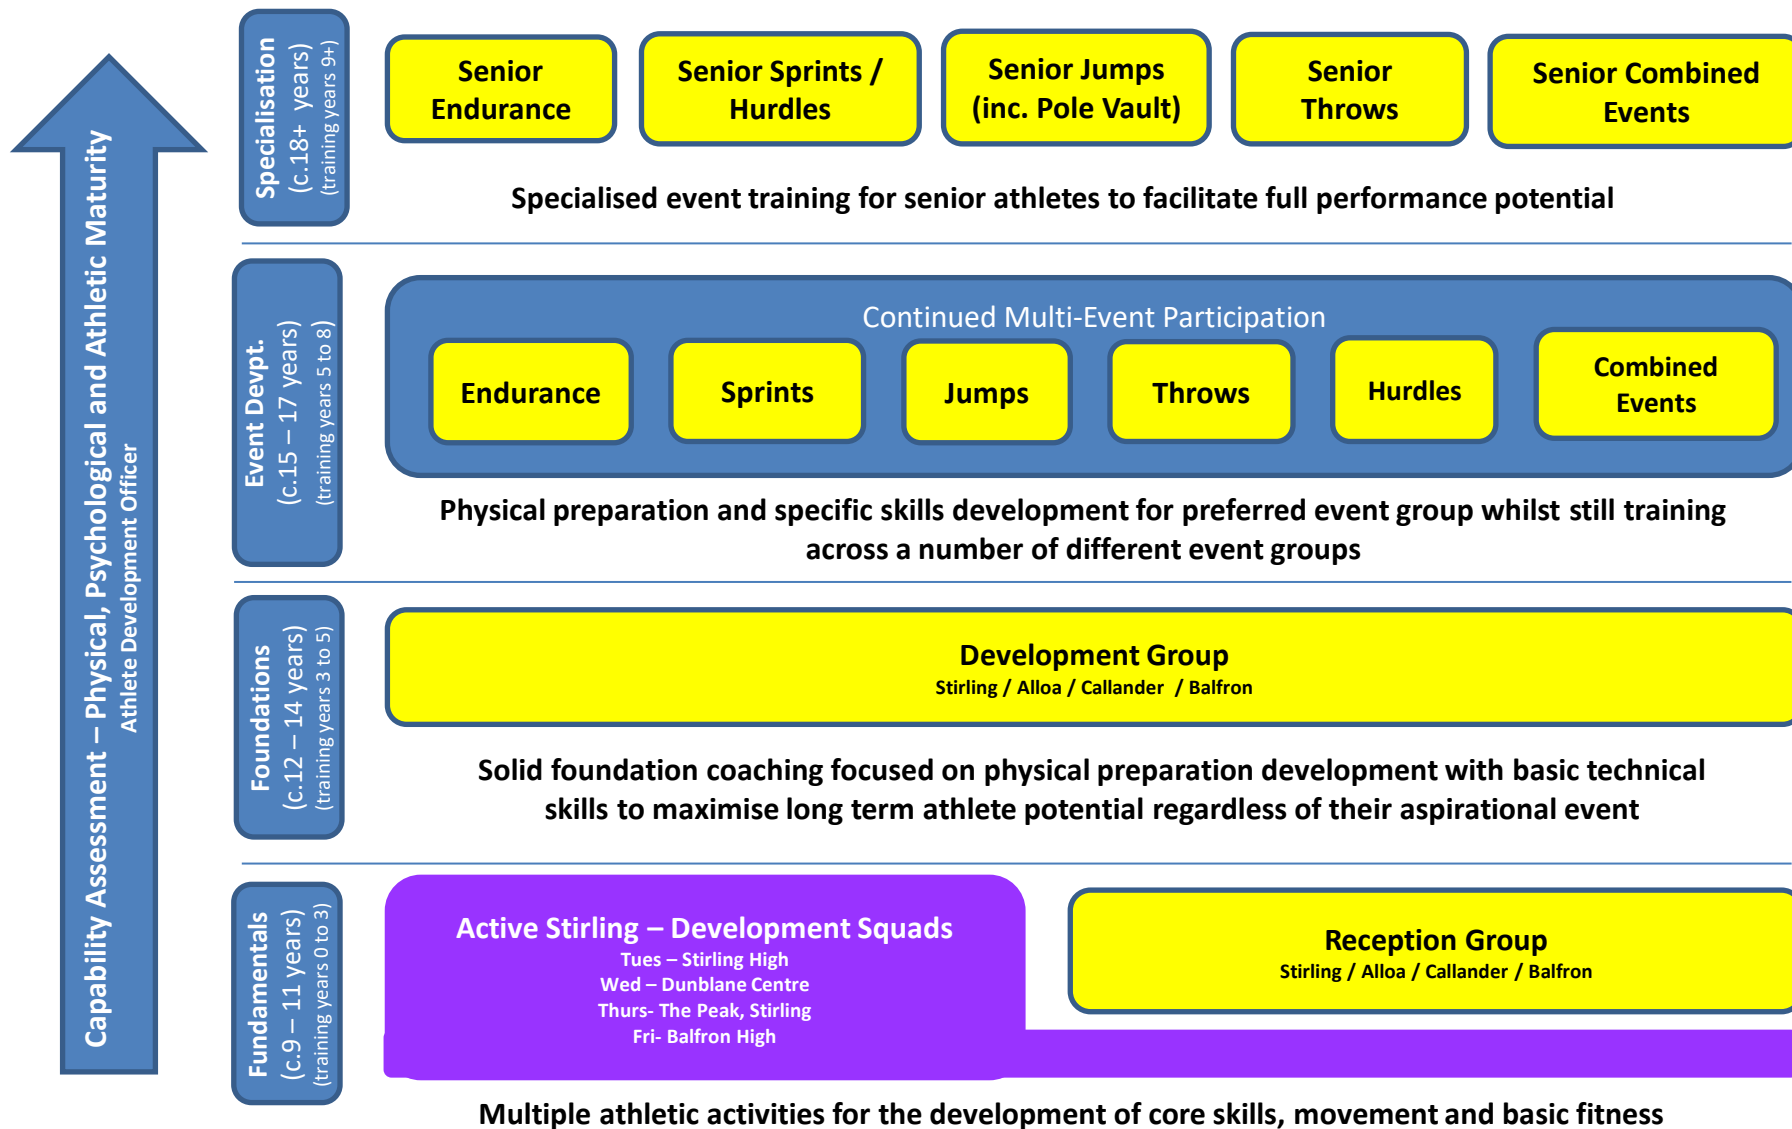 Capability Assessment – Physical, Psychological and Athletic Maturity
Athlete Development Officer
Specialisation
(c.18+ years)
(training years 9+)
Senior
Endurance
Senior Sprints /
Hurdles
Senior Jumps
(inc. Pole Vault)
Senior
Throws
Senior Combined
Events
Specialised event training for senior athletes to facilitate full performance potential
Event Devpt.
(c.15 – 17 years)
(training years 5 to 8)
Continued Multi-Event Participation
Endurance
Sprints
Jumps
Throws
Hurdles
Combined
Events
Physical preparation and specific skills development for preferred event group whilst still training
across a number of different event groups
Foundations
(c.12 – 14 years)
(training years 3 to 5)
Development Group
Stirling / Alloa / Callander / Balfron
Solid foundation coaching focused on physical preparation development with basic technical
skills to maximise long term athlete potential regardless of their aspirational event
Fundamentals
(c.9 – 11 years)
(training years 0 to 3)
Active Stirling – Development Squads
Tues – Stirling High
Wed – Dunblane Centre
Thurs- The Peak, Stirling
Fri- Balfron High
Reception Group
Stirling / Alloa / Callander / Balfron
Multiple athletic activities for the development of core skills, movement and basic fitness